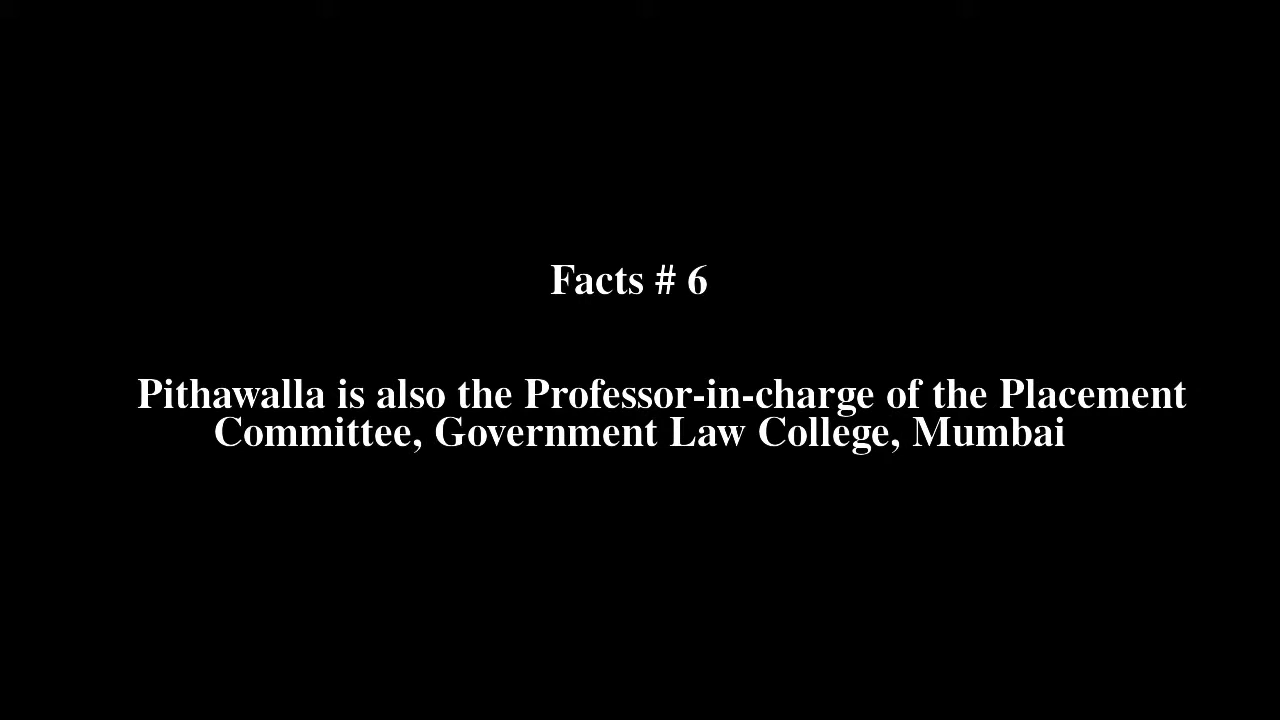 Facts # 6
Pithawalla is also the Professor-in-charge of the Placement
Committee, Government Law College, Mumbai